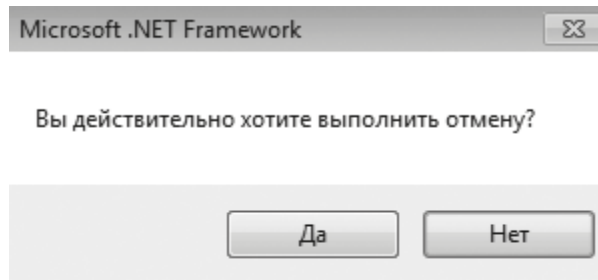 Microsoft .NET Framework
Вы действительно хотите выполнить отмену?
Да Нет